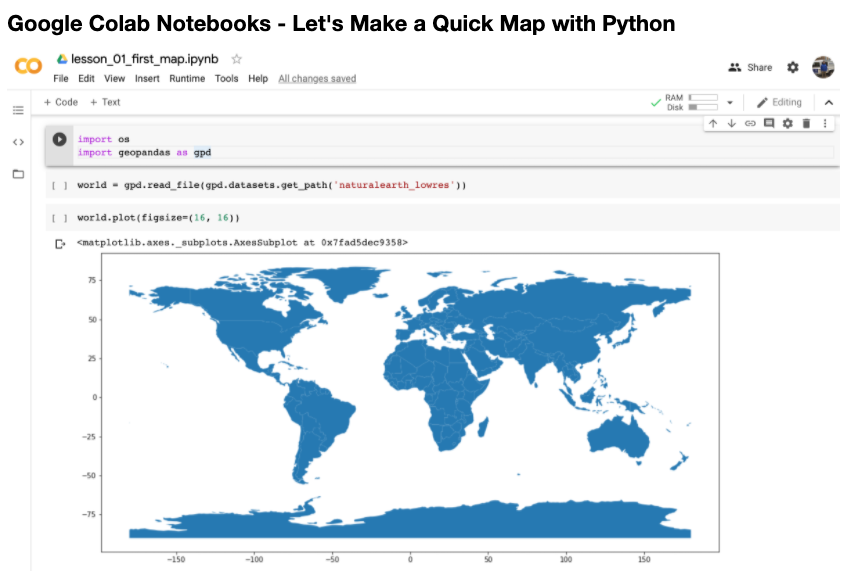 Google Colab Notebooks - Let's Make a Quick Map with Python
lesson_01_first_map.ipynb
Share
File Edit View Insert Runtime Tools Help All changes saved
+ Code + Text
RAM
Disk
Editing
import os
import geopandas as gpd
[ ] world = gpd.read_file(gpd.datasets.get_path('naturalearth_lowres'))
[ ] world.plot(figsize=(16, 16))
<matplotlib.axes._subplots.AxesSubplot at 0x7fad5dec9358>
75
50
25
0
−25
−50
−75
−150 −100 −50 0 50 100 150